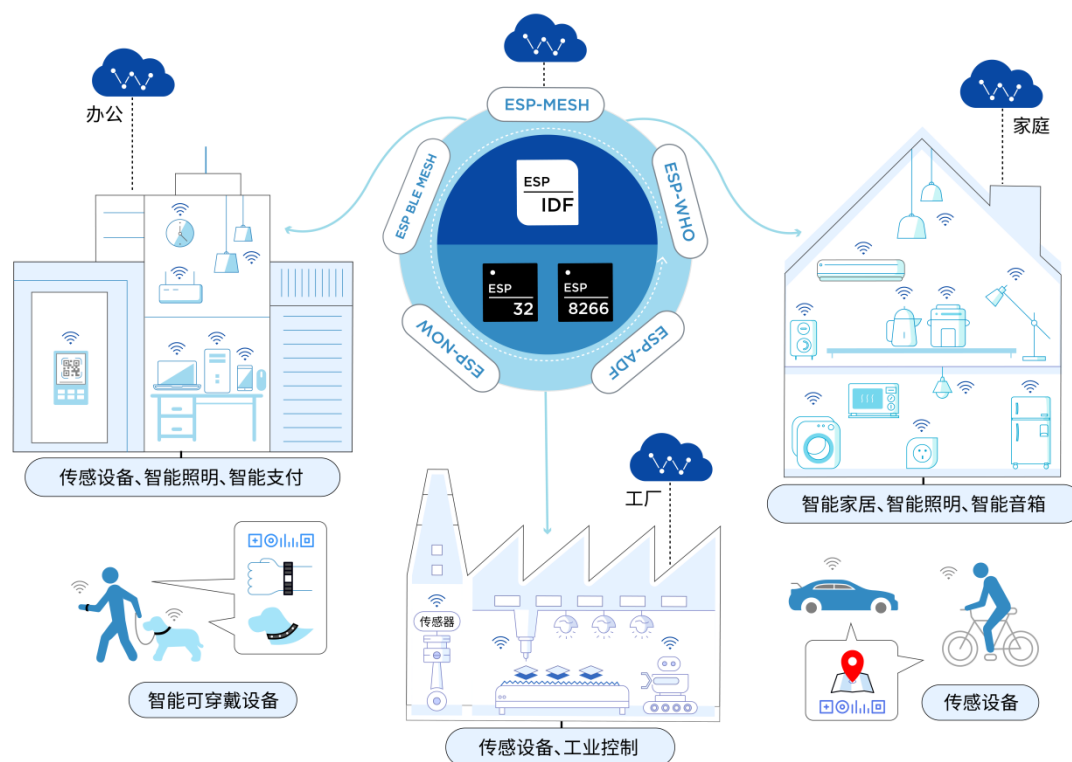 办公
ESP-MESH
家庭
ESP BLE MESH
ESP-WHO
ESP
IDF
ESP
32
ESP
8266
ESP-NOW
ESP-ADF
传感设备、智能照明、智能支付
工厂
智能家居、智能照明、智能音箱
传感器
智能可穿戴设备
传感设备
传感设备、工业控制